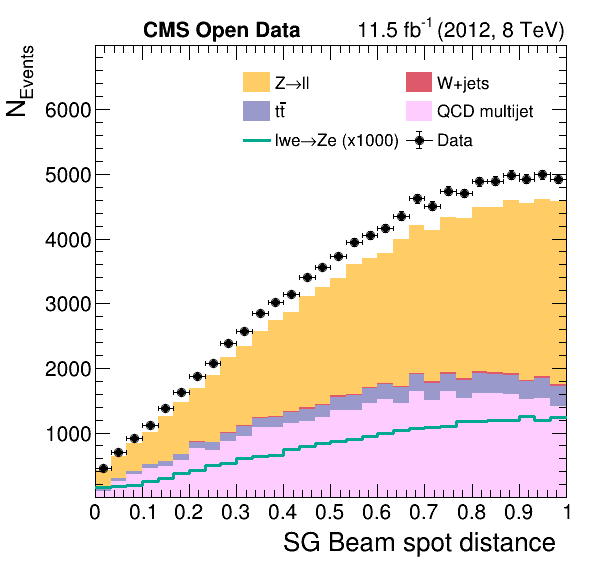 CMS Open Data 11.5 fb⁻¹ (2012, 8 TeV)
N_Events
Z→ll W+jets
tt̄ QCD multijet
lwe→Ze (x1000) Data
6000
5000
4000
3000
2000
1000
0 0.1 0.2 0.3 0.4 0.5 0.6 0.7 0.8 0.9 1
SG Beam spot distance